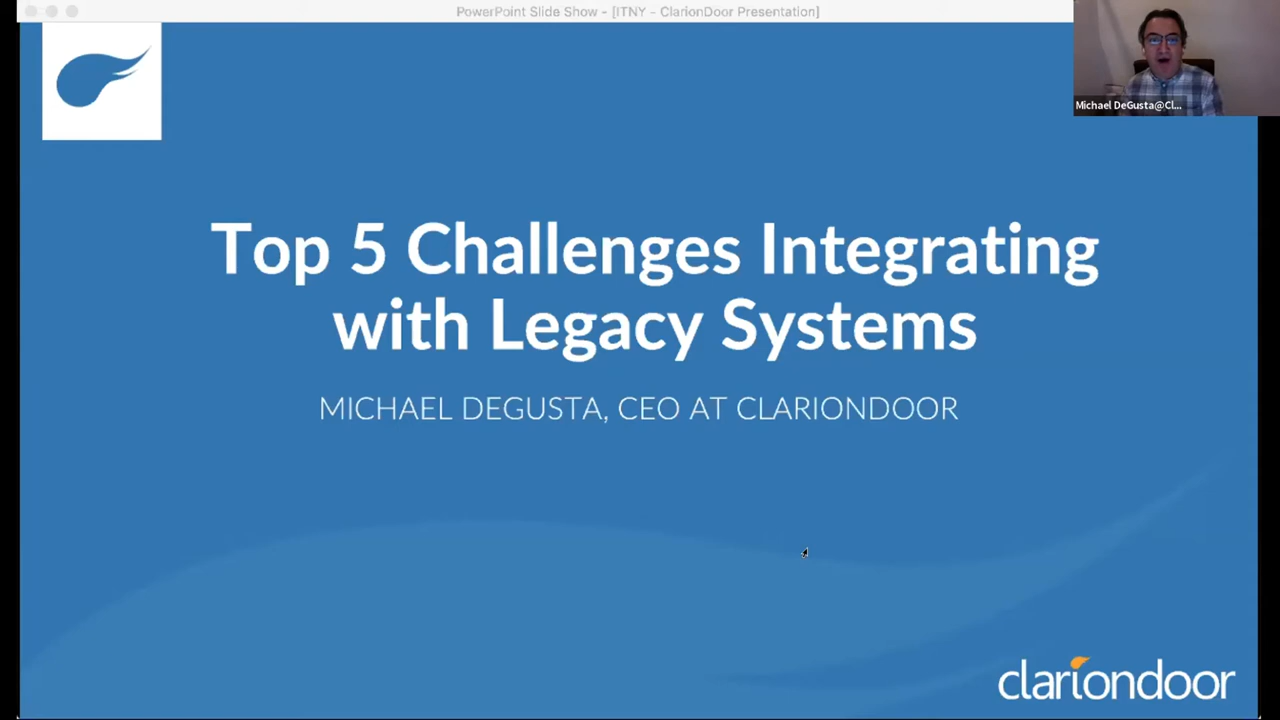 PowerPoint Slide Show - [ITNY - ClarionDoor Presentation]
Michael DeGusta@Cl...
Top 5 Challenges Integrating
with Legacy Systems
MICHAEL DEGUSTA, CEO AT CLARIONDOOR
clariondoor